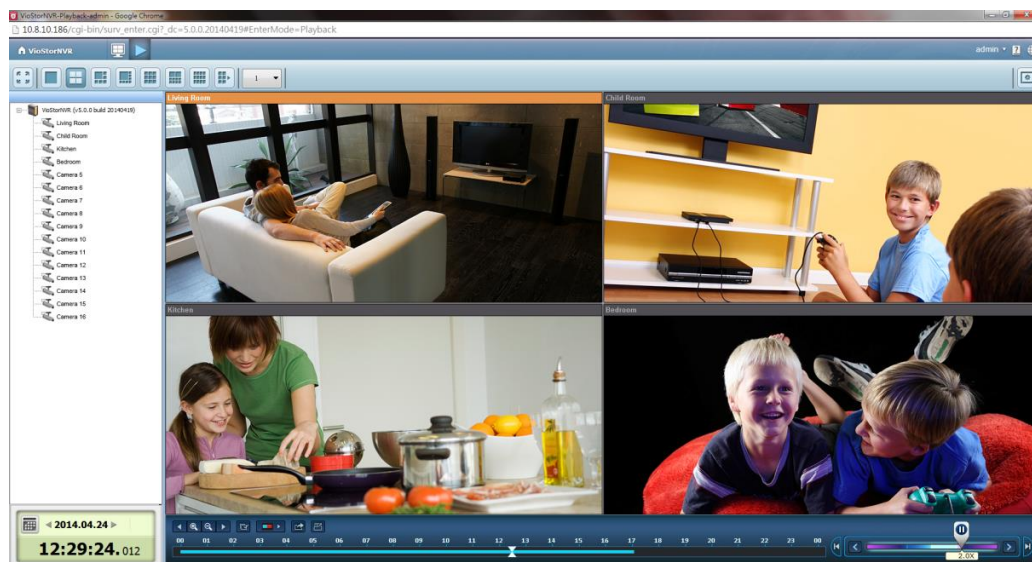 VioStorNVR-Playback-admin - Google Chrome
10.8.10.186/cgi-bin/surv_enter.cgi?_dc=5.0.0.20140419#EnterMode=Playback
VioStorNVR
admin
1
Living Room
Child Room
VioStorNVR (v5.0.0 build 20140419)
Living Room
Child Room
Kitchen
Bedroom
Camera 5
Camera 6
Camera 7
Camera 8
Camera 9
Camera 10
Camera 11
Camera 12
Camera 13
Camera 14
Camera 15
Camera 16
Kitchen
Bedroom
2014.04.24
12:29:24.012
00 01 02 03 04 05 06 07 08 09 10 11 12 13 14 15 16 17 18 19 20 21 22 23 00
2.0X